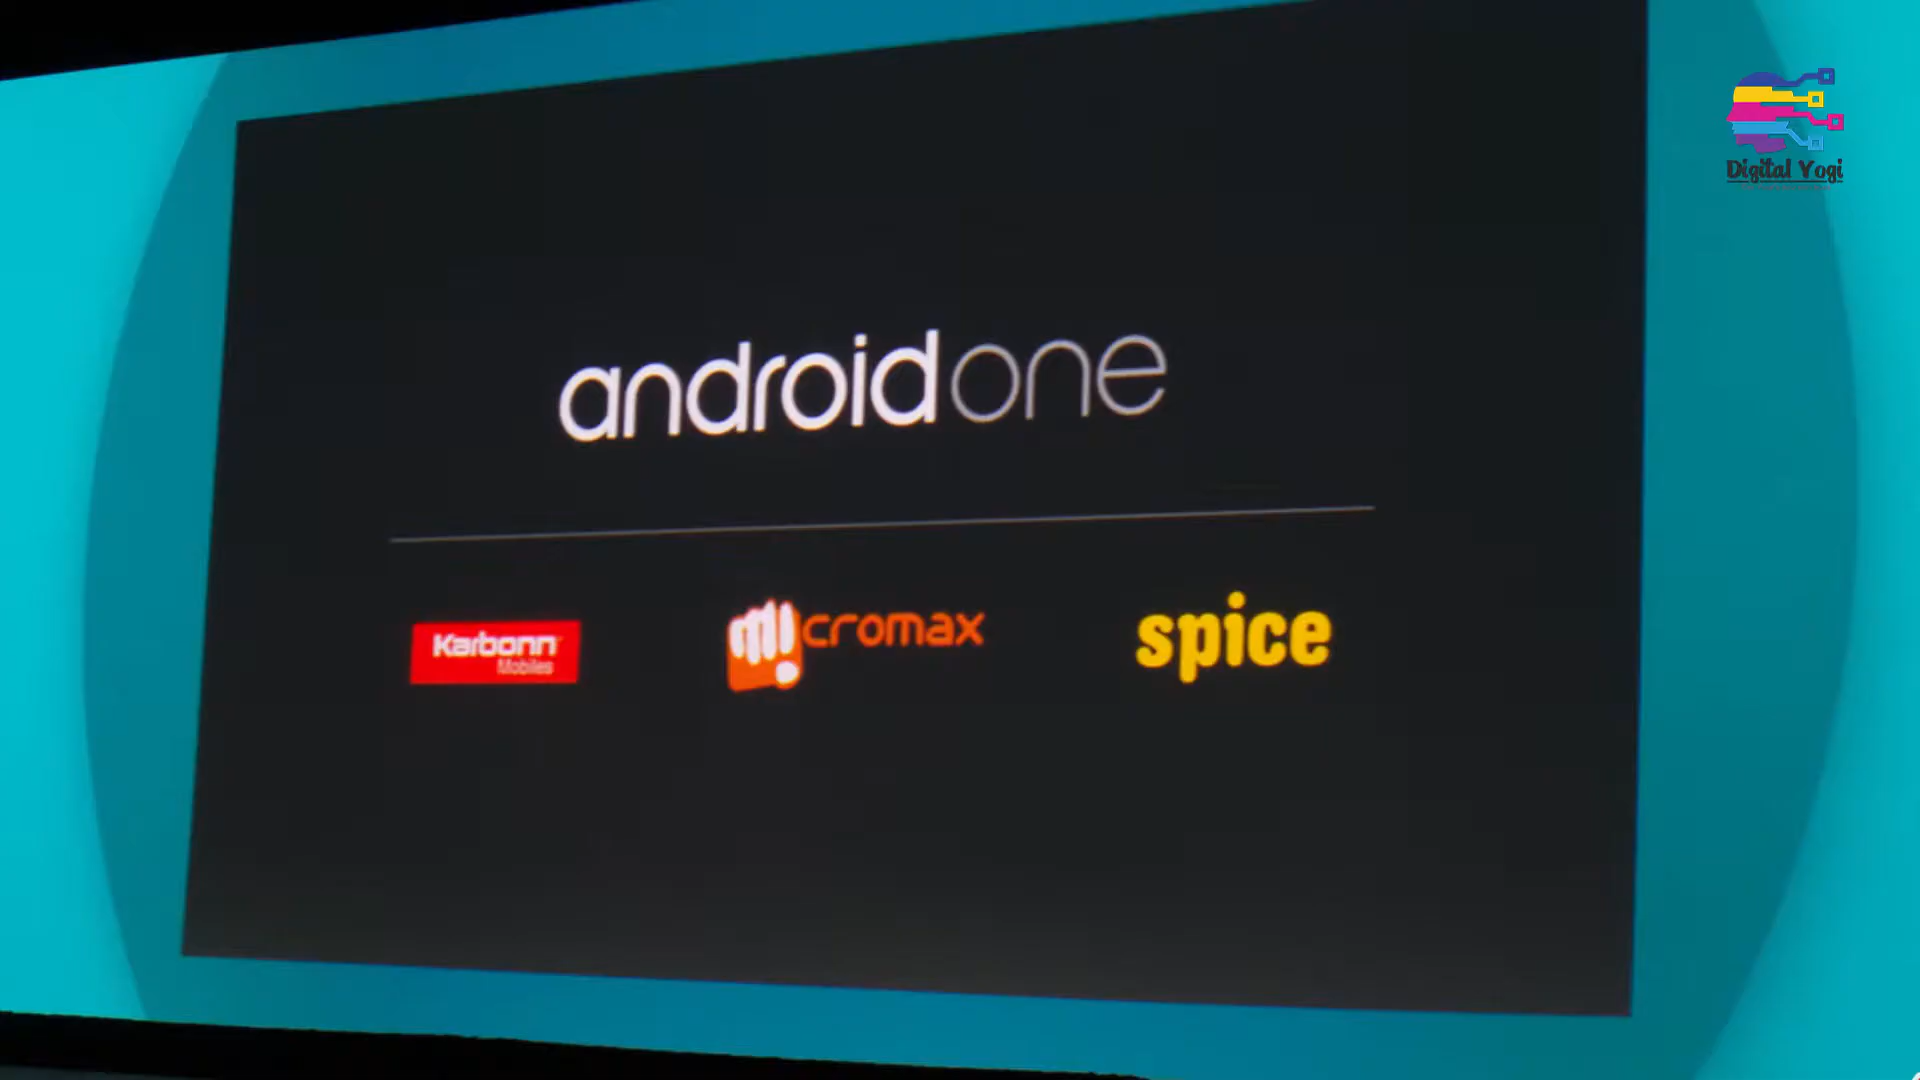 Digital Yogi
androidone
Karbonn
Mobiles
micromax
spice